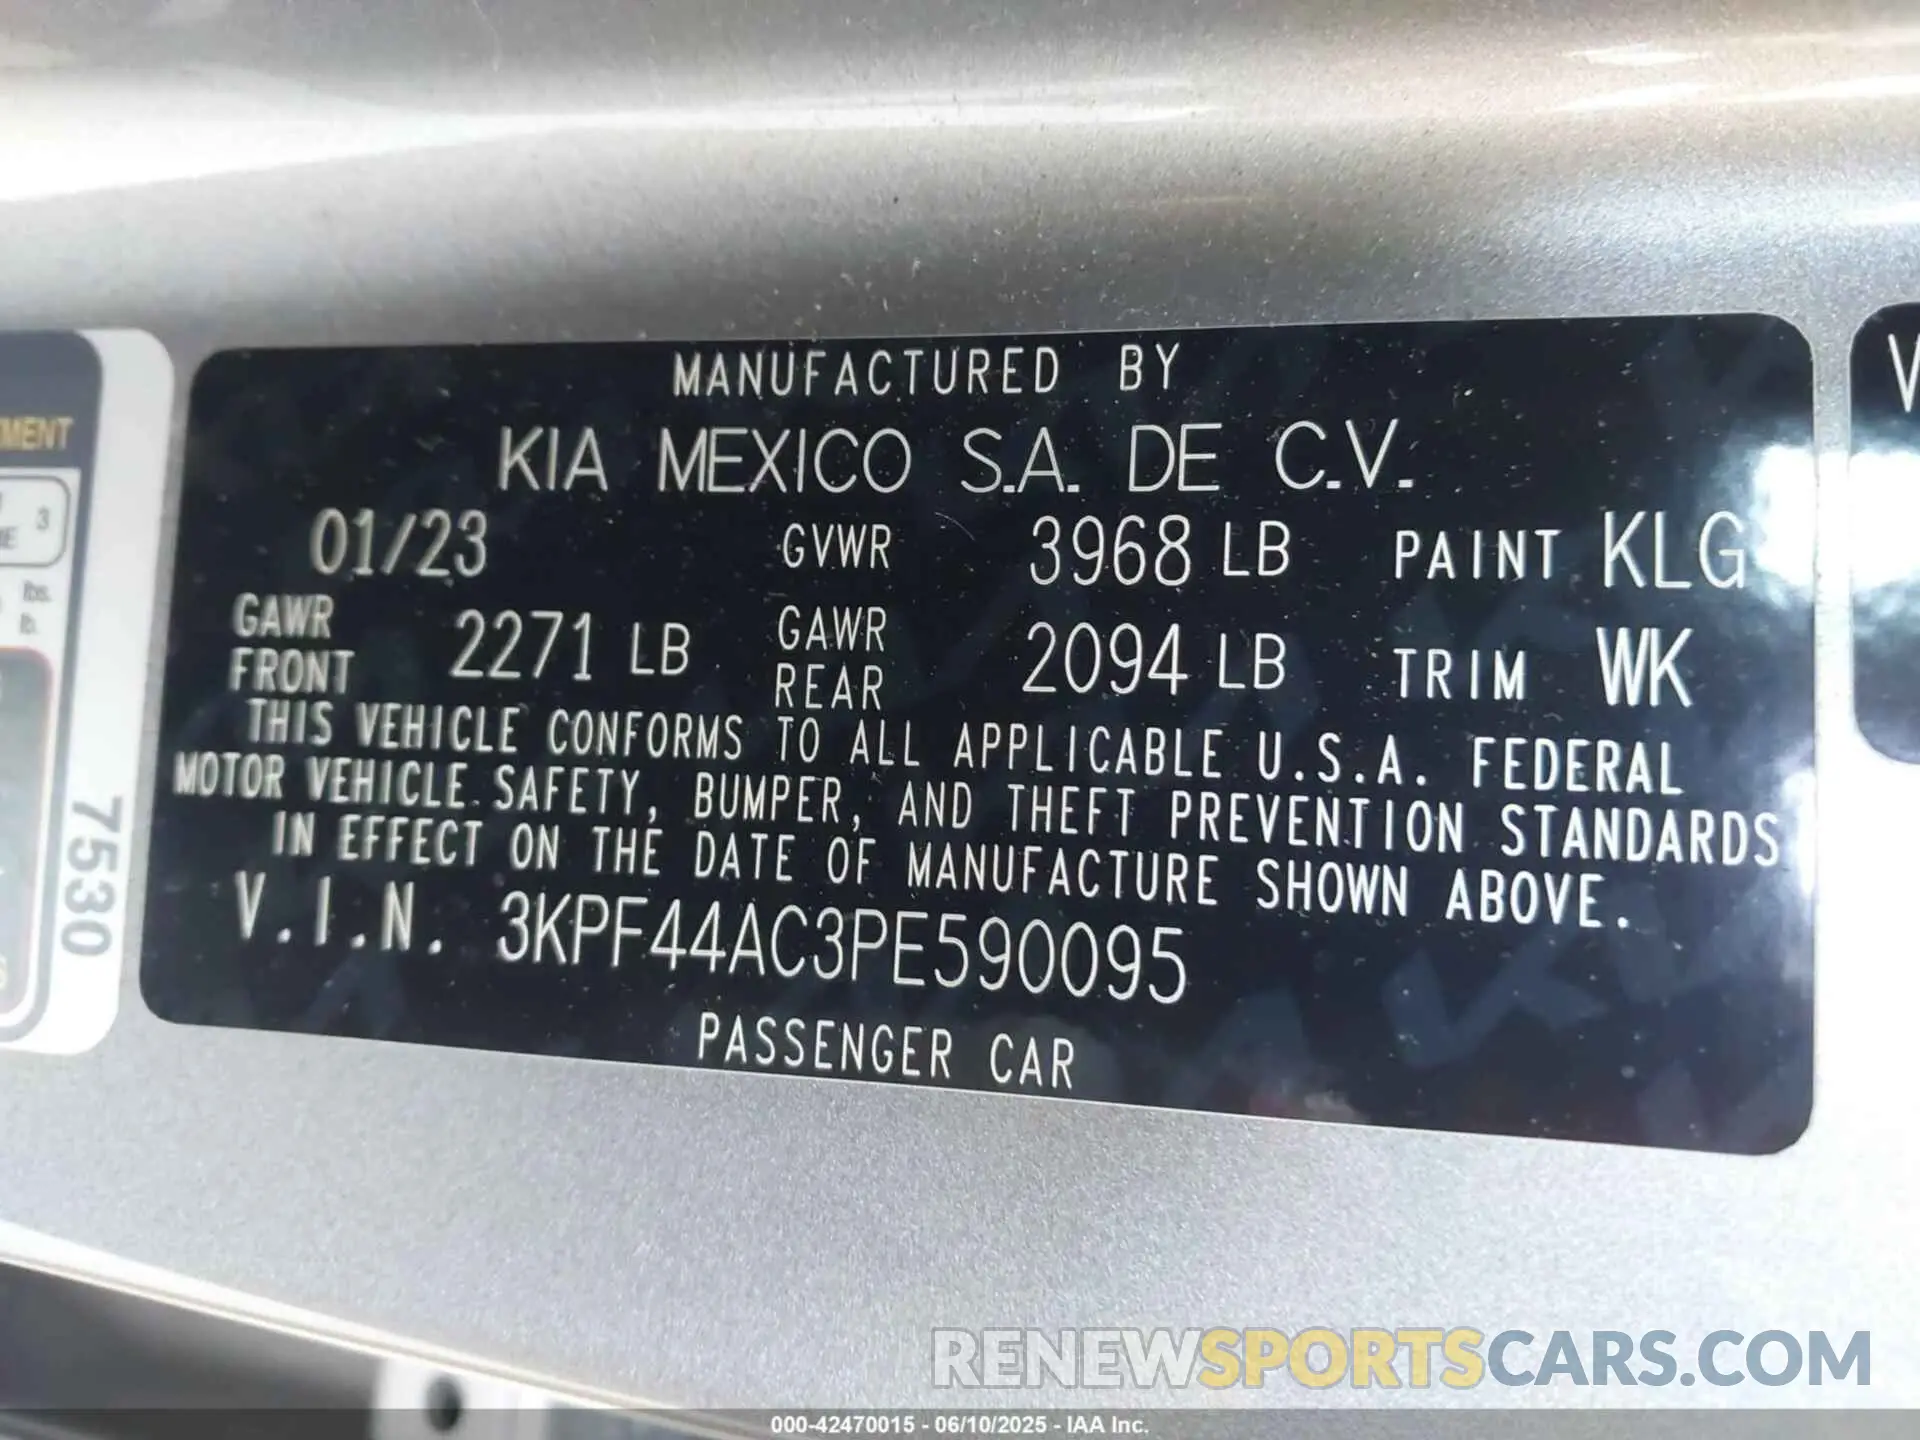 MANUFACTURED BY
KIA MEXICO S.A. DE C.V.
01/23 GVWR 3968 LB PAINT KLG
GAWR FRONT 2271 LB GAWR REAR 2094 LB TRIM WK
THIS VEHICLE CONFORMS TO ALL APPLICABLE U.S.A. FEDERAL
MOTOR VEHICLE SAFETY, BUMPER, AND THEFT PREVENTION STANDARDS
IN EFFECT ON THE DATE OF MANUFACTURE SHOWN ABOVE.
V.I.N. 3KPF44AC3PE590095
PASSENGER CAR
3
lbs.
lb.
7530
RENEWSPORTSCARS.COM
000-42470015 - 06/10/2025 - IAA Inc.